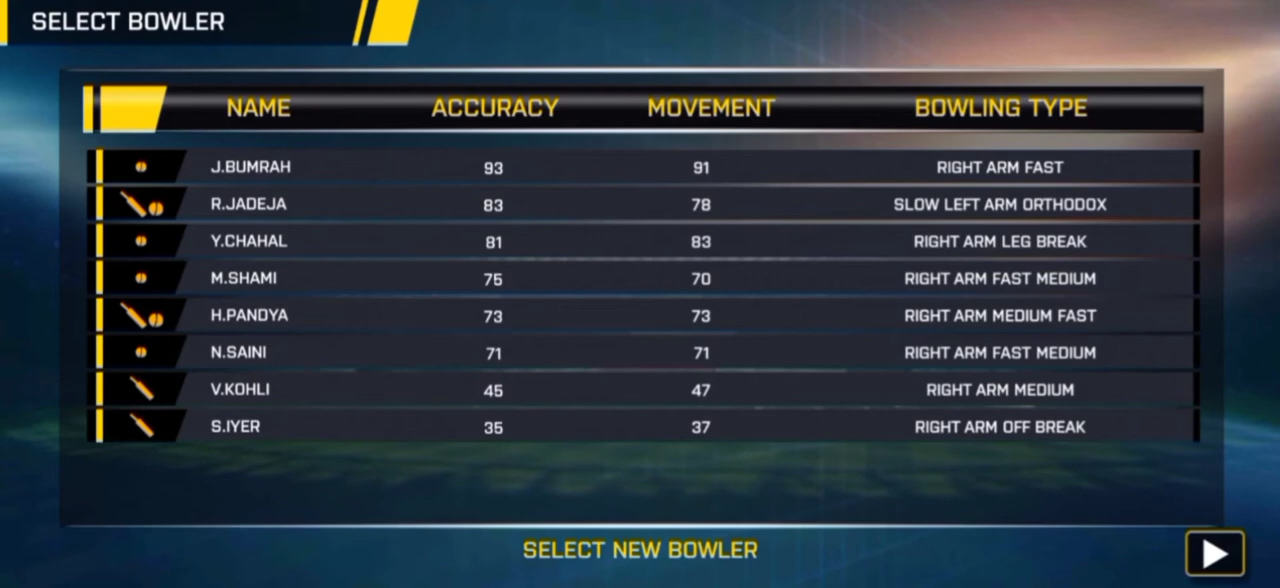 SELECT BOWLER
NAME ACCURACY MOVEMENT BOWLING TYPE
J.BUMRAH 93 91 RIGHT ARM FAST
R.JADEJA 83 78 SLOW LEFT ARM ORTHODOX
Y.CHAHAL 81 83 RIGHT ARM LEG BREAK
M.SHAMI 75 70 RIGHT ARM FAST MEDIUM
H.PANDYA 73 73 RIGHT ARM MEDIUM FAST
N.SAINI 71 71 RIGHT ARM FAST MEDIUM
V.KOHLI 45 47 RIGHT ARM MEDIUM
S.IYER 35 37 RIGHT ARM OFF BREAK
SELECT NEW BOWLER